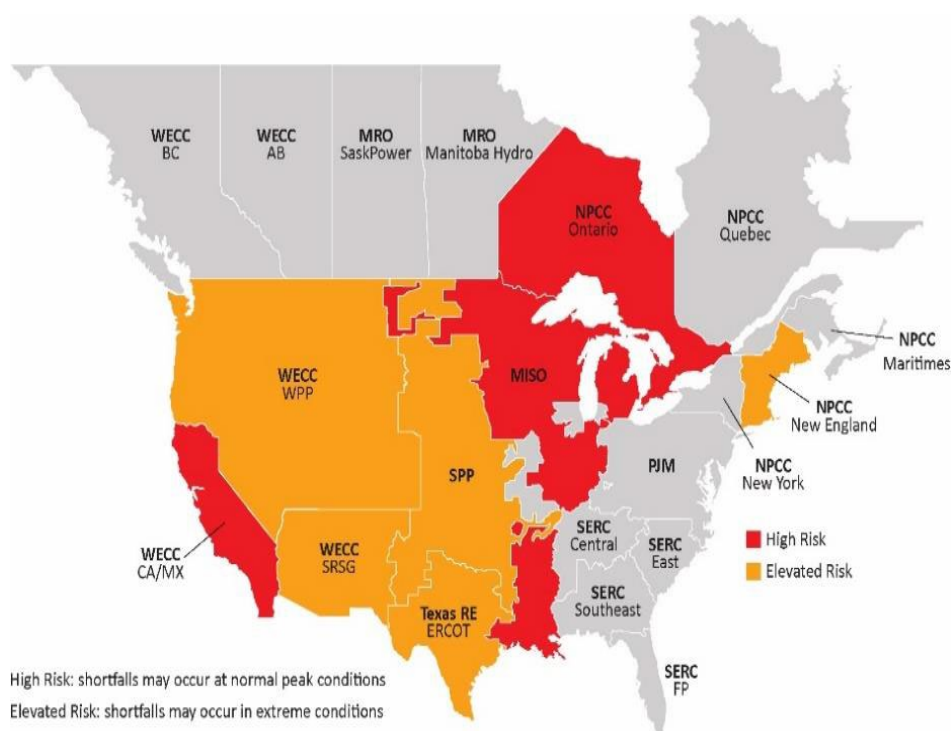 WECC
BC
WECC
AB
MRO
SaskPower
MRO
Manitoba Hydro
NPCC
Ontario
NPCC
Quebec
NPCC
Maritimes
WECC
WPP
MISO
NPCC
New England
SPP
PJM
NPCC
New York
WECC
CA/MX
WECC
SRSG
SERC
Central
SERC
East
High Risk
Elevated Risk
Texas RE
ERCOT
SERC
Southeast
SERC
FP
High Risk: shortfalls may occur at normal peak conditions
Elevated Risk: shortfalls may occur in extreme conditions